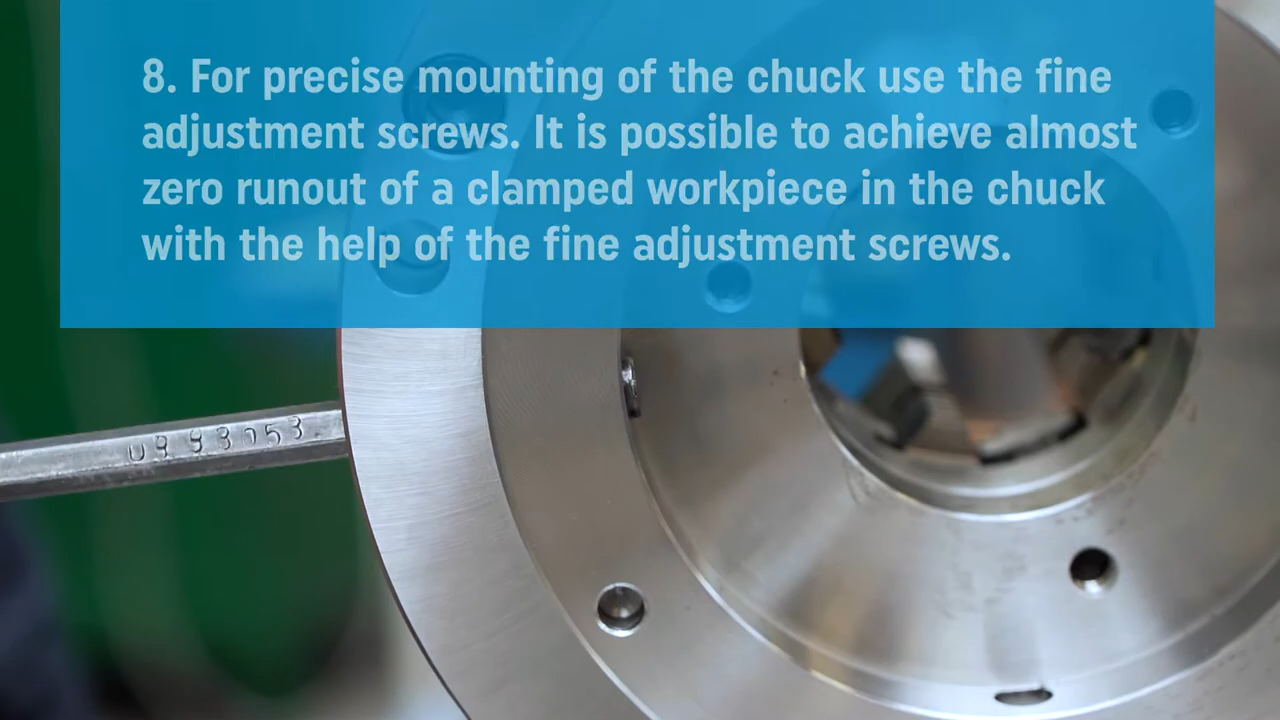 8. For precise mounting of the chuck use the fine
adjustment screws. It is possible to achieve almost
zero runout of a clamped workpiece in the chuck
with the help of the fine adjustment screws.